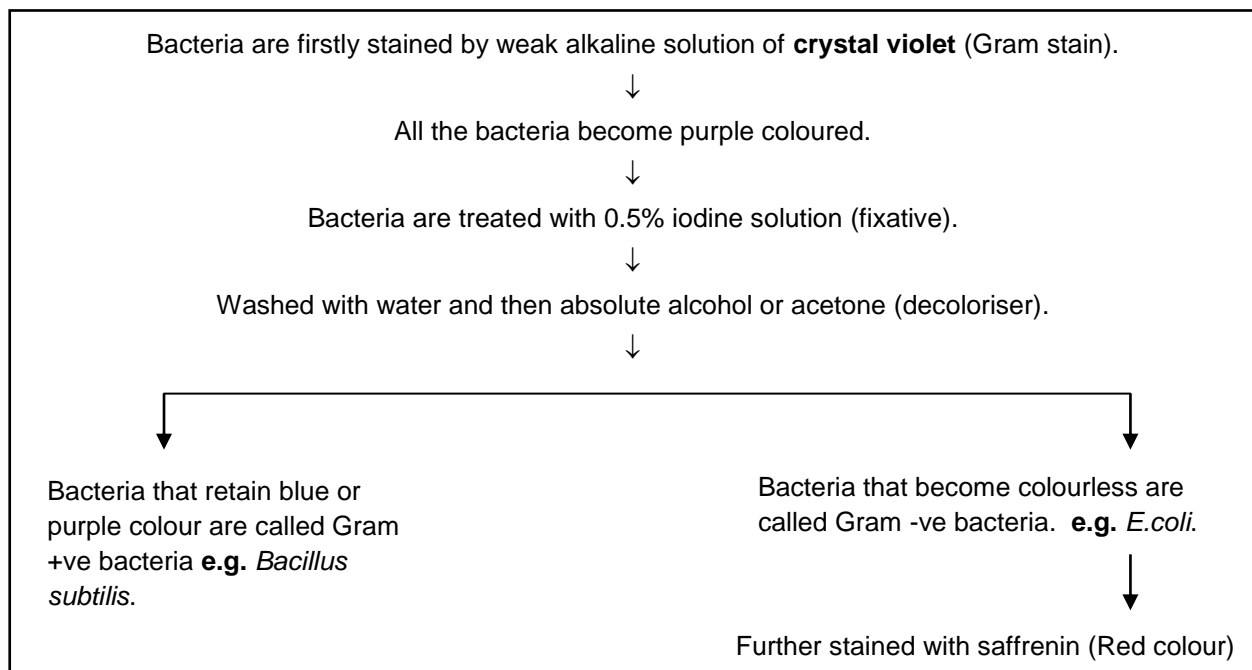 Bacteria are firstly stained by weak alkaline solution of crystal violet (Gram stain).
↓
All the bacteria become purple coloured.
↓
Bacteria are treated with 0.5% iodine solution (fixative).
↓
Washed with water and then absolute alcohol or acetone (decoloriser).
↓
Bacteria that retain blue or
purple colour are called Gram
+ve bacteria e.g. Bacillus
subtilis.
Bacteria that become colourless are
called Gram -ve bacteria. e.g. E.coli.
Further stained with saffrenin (Red colour)